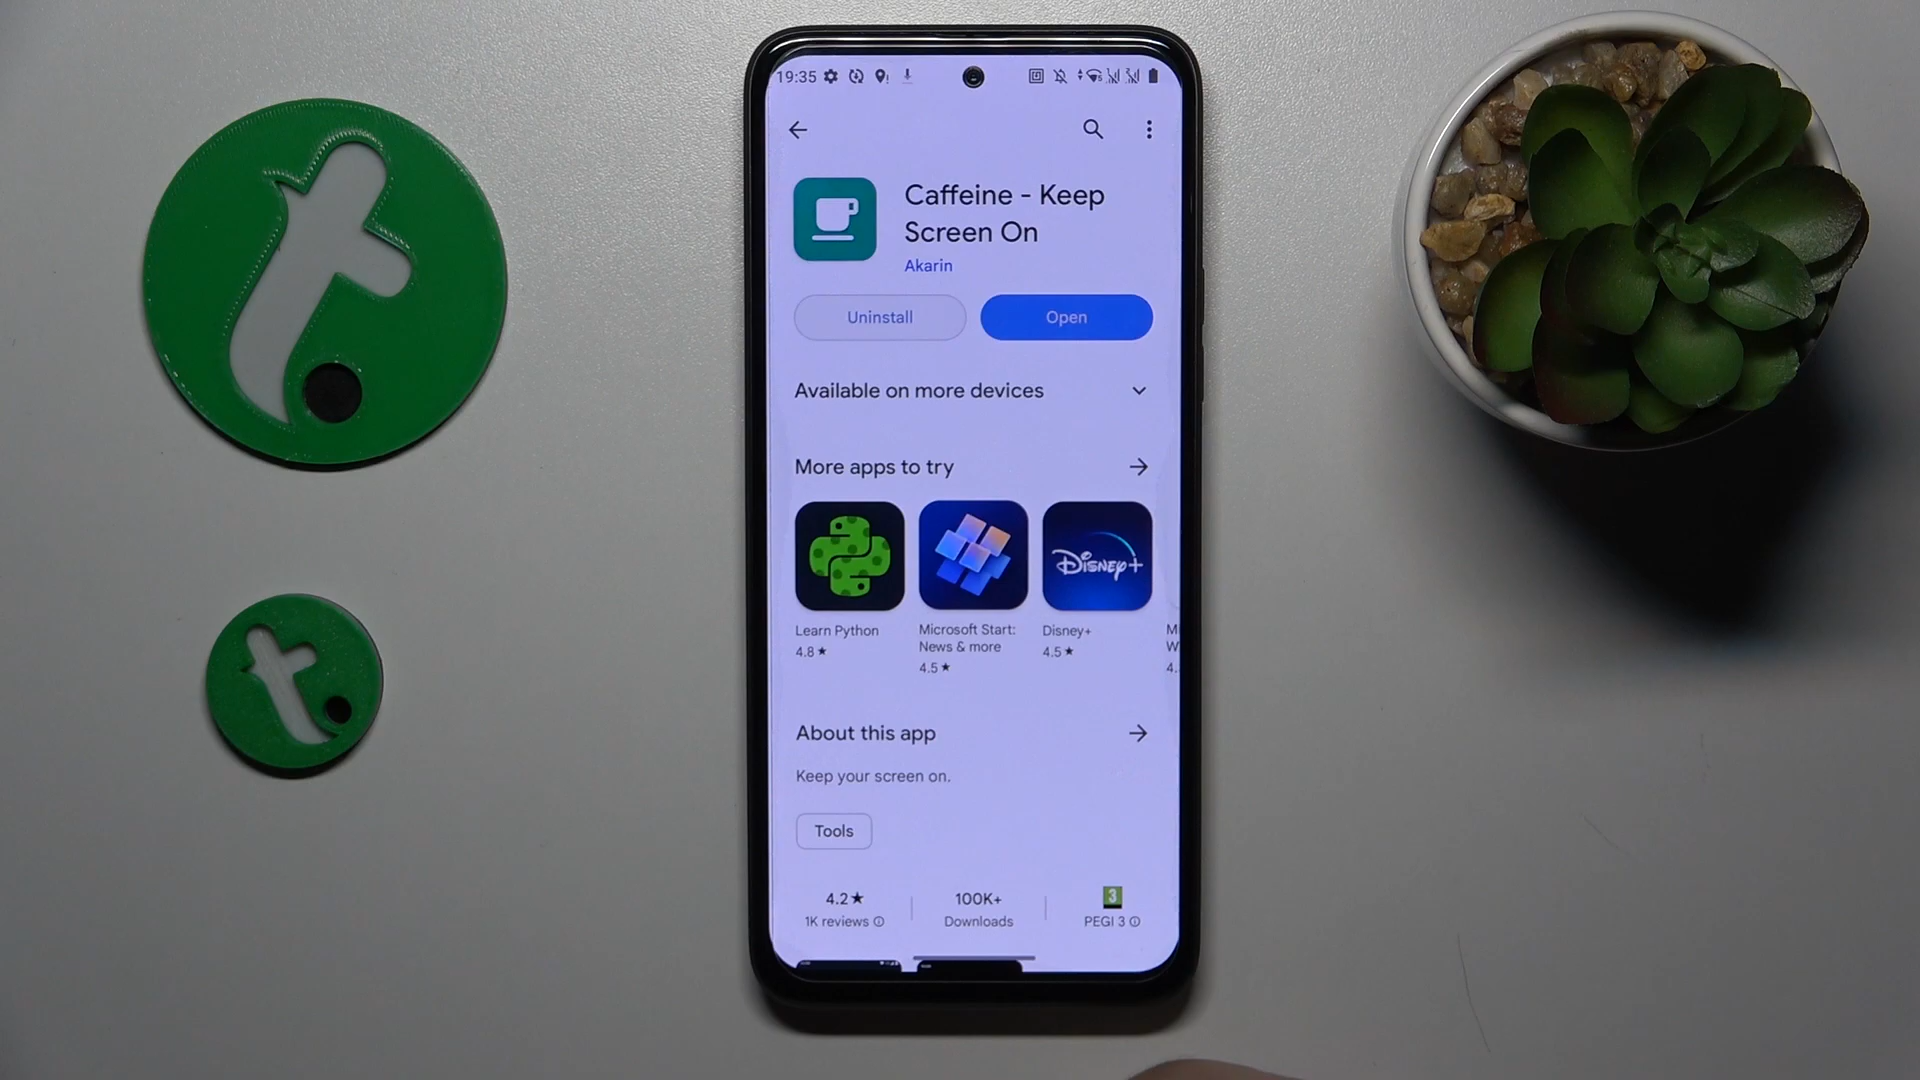 19:35
Caffeine - Keep
Screen On
Akarin
Uninstall
Open
Available on more devices
More apps to try
Disney+
Learn Python
4.8★
Microsoft Start:
News & more
4.5★
Disney+
4.5★
Mi
W
4.
About this app
Keep your screen on.
Tools
4.2★
1K reviews
100K+
Downloads
3
PEGI 3